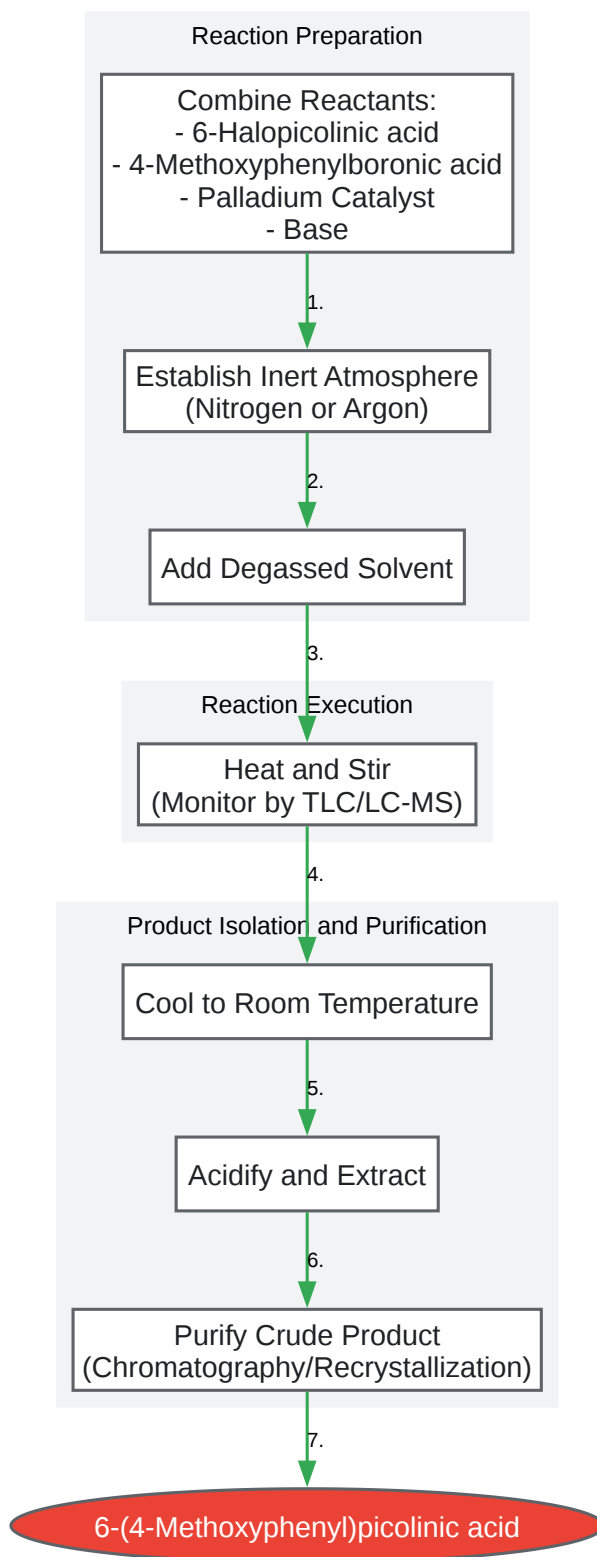 Reaction Preparation
Combine Reactants:
- 6-Halopicolinic acid
- 4-Methoxyphenylboronic acid
- Palladium Catalyst
- Base
1.
Establish Inert Atmosphere
(Nitrogen or Argon)
2.
Add Degassed Solvent
3.
Reaction Execution
Heat and Stir
(Monitor by TLC/LC-MS)
4.
Product Isolation and Purification
Cool to Room Temperature
5.
Acidify and Extract
6.
Purify Crude Product
(Chromatography/Recrystallization)
7.
6-(4-Methoxyphenyl)picolinic acid